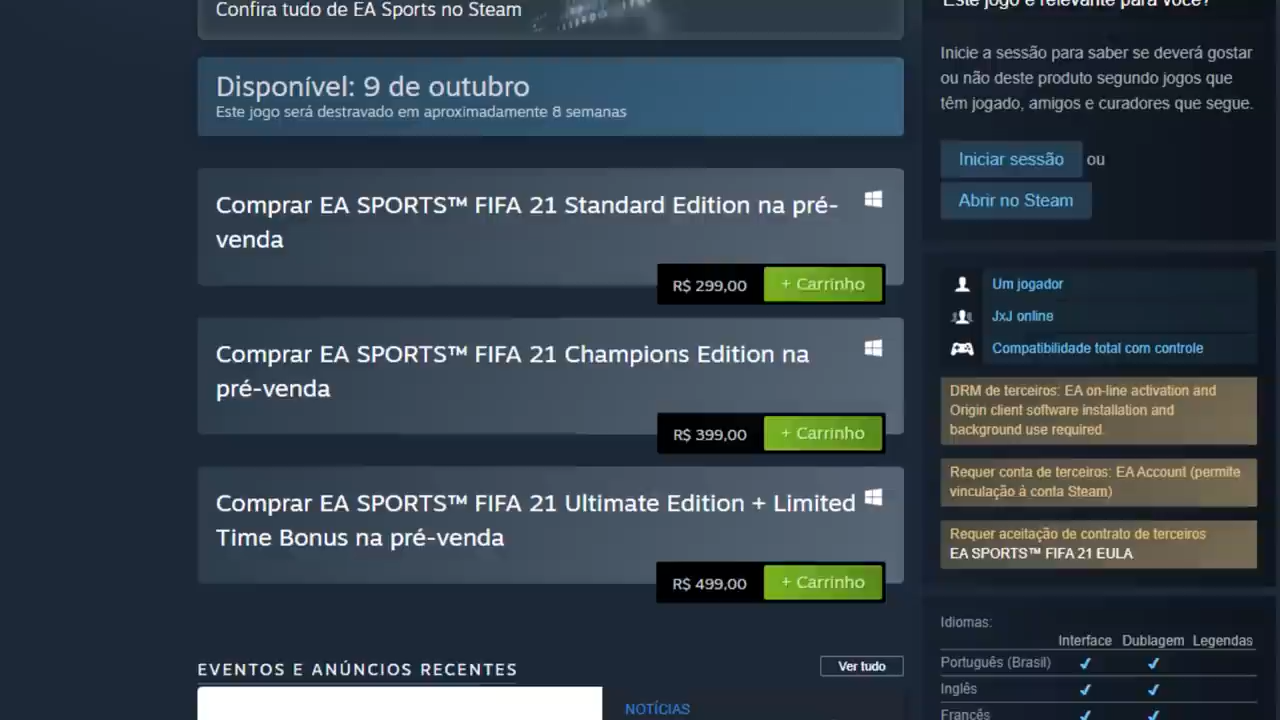 Confira tudo de EA Sports no Steam
Disponível: 9 de outubro
Este jogo será destravado em aproximadamente 8 semanas
Comprar EA SPORTS™ FIFA 21 Standard Edition na pré-
venda
R$ 299,00
+ Carrinho
Comprar EA SPORTS™ FIFA 21 Champions Edition na
pré-venda
R$ 399,00
+ Carrinho
Comprar EA SPORTS™ FIFA 21 Ultimate Edition + Limited
Time Bonus na pré-venda
R$ 499,00
+ Carrinho
EVENTOS E ANÚNCIOS RECENTES
Ver tudo
NOTÍCIAS
Este jogo é relevante para você?
Inicie a sessão para saber se deverá gostar
ou não deste produto segundo jogos que
têm jogado, amigos e curadores que segue.
Iniciar sessão ou
Abrir no Steam
Um jogador
JxJ online
Compatibilidade total com controle
DRM de terceiros: EA on-line activation and
Origin client software installation and
background use required.
Requer conta de terceiros: EA Account (permite
vinculação à conta Steam)
Requer aceitação de contrato de terceiros
EA SPORTS™ FIFA 21 EULA
Idiomas:
Interface Dublagem Legendas
Português (Brasil) ✔ ✔
Inglês ✔ ✔
Francês ✔ ✔